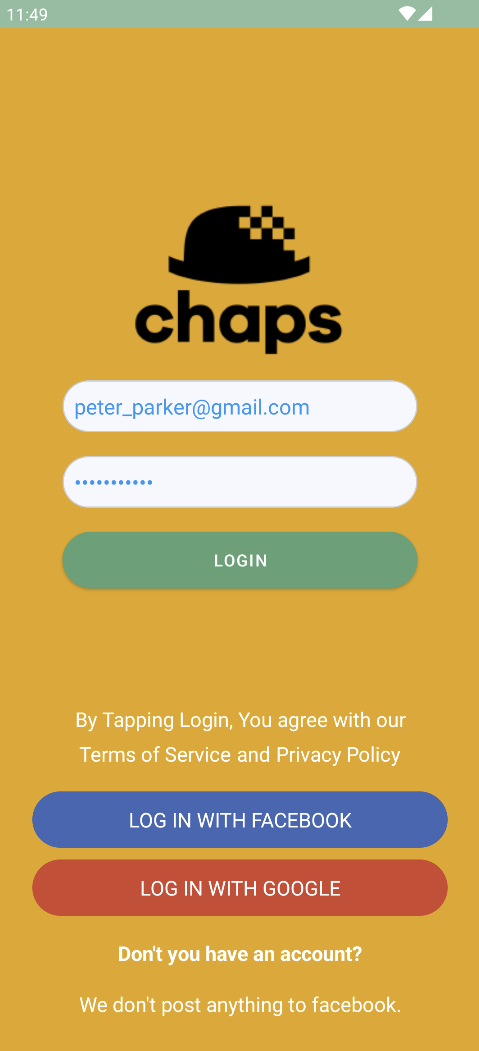 11:49
chaps
peter_parker@gmail.com
•••••••••••
LOGIN
By Tapping Login, You agree with our
Terms of Service and Privacy Policy
LOG IN WITH FACEBOOK
LOG IN WITH GOOGLE
Don't you have an account?
We don't post anything to facebook.